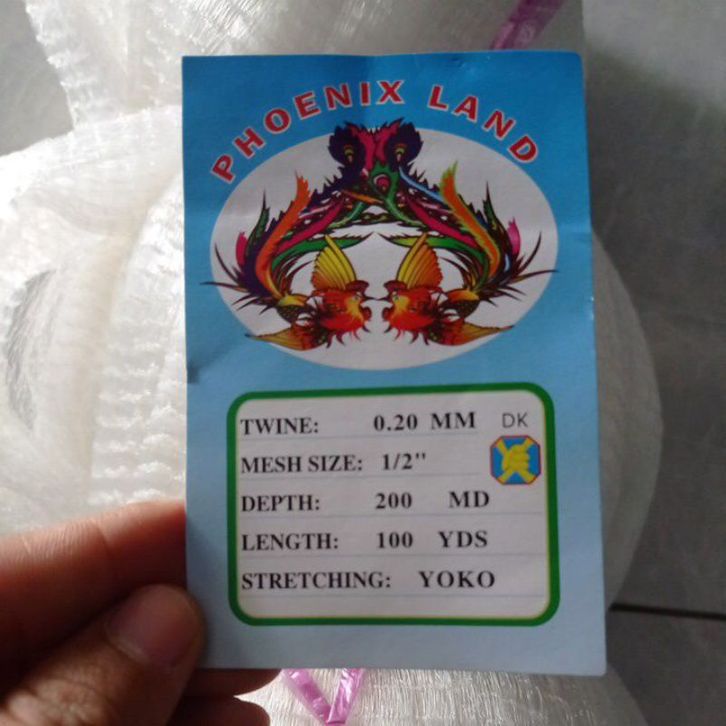 PHOENIX LAND
TWINE: 0.20 MM DK
MESH SIZE: 1/2"
DEPTH: 200 MD
LENGTH: 100 YDS
STRETCHING: YOKO